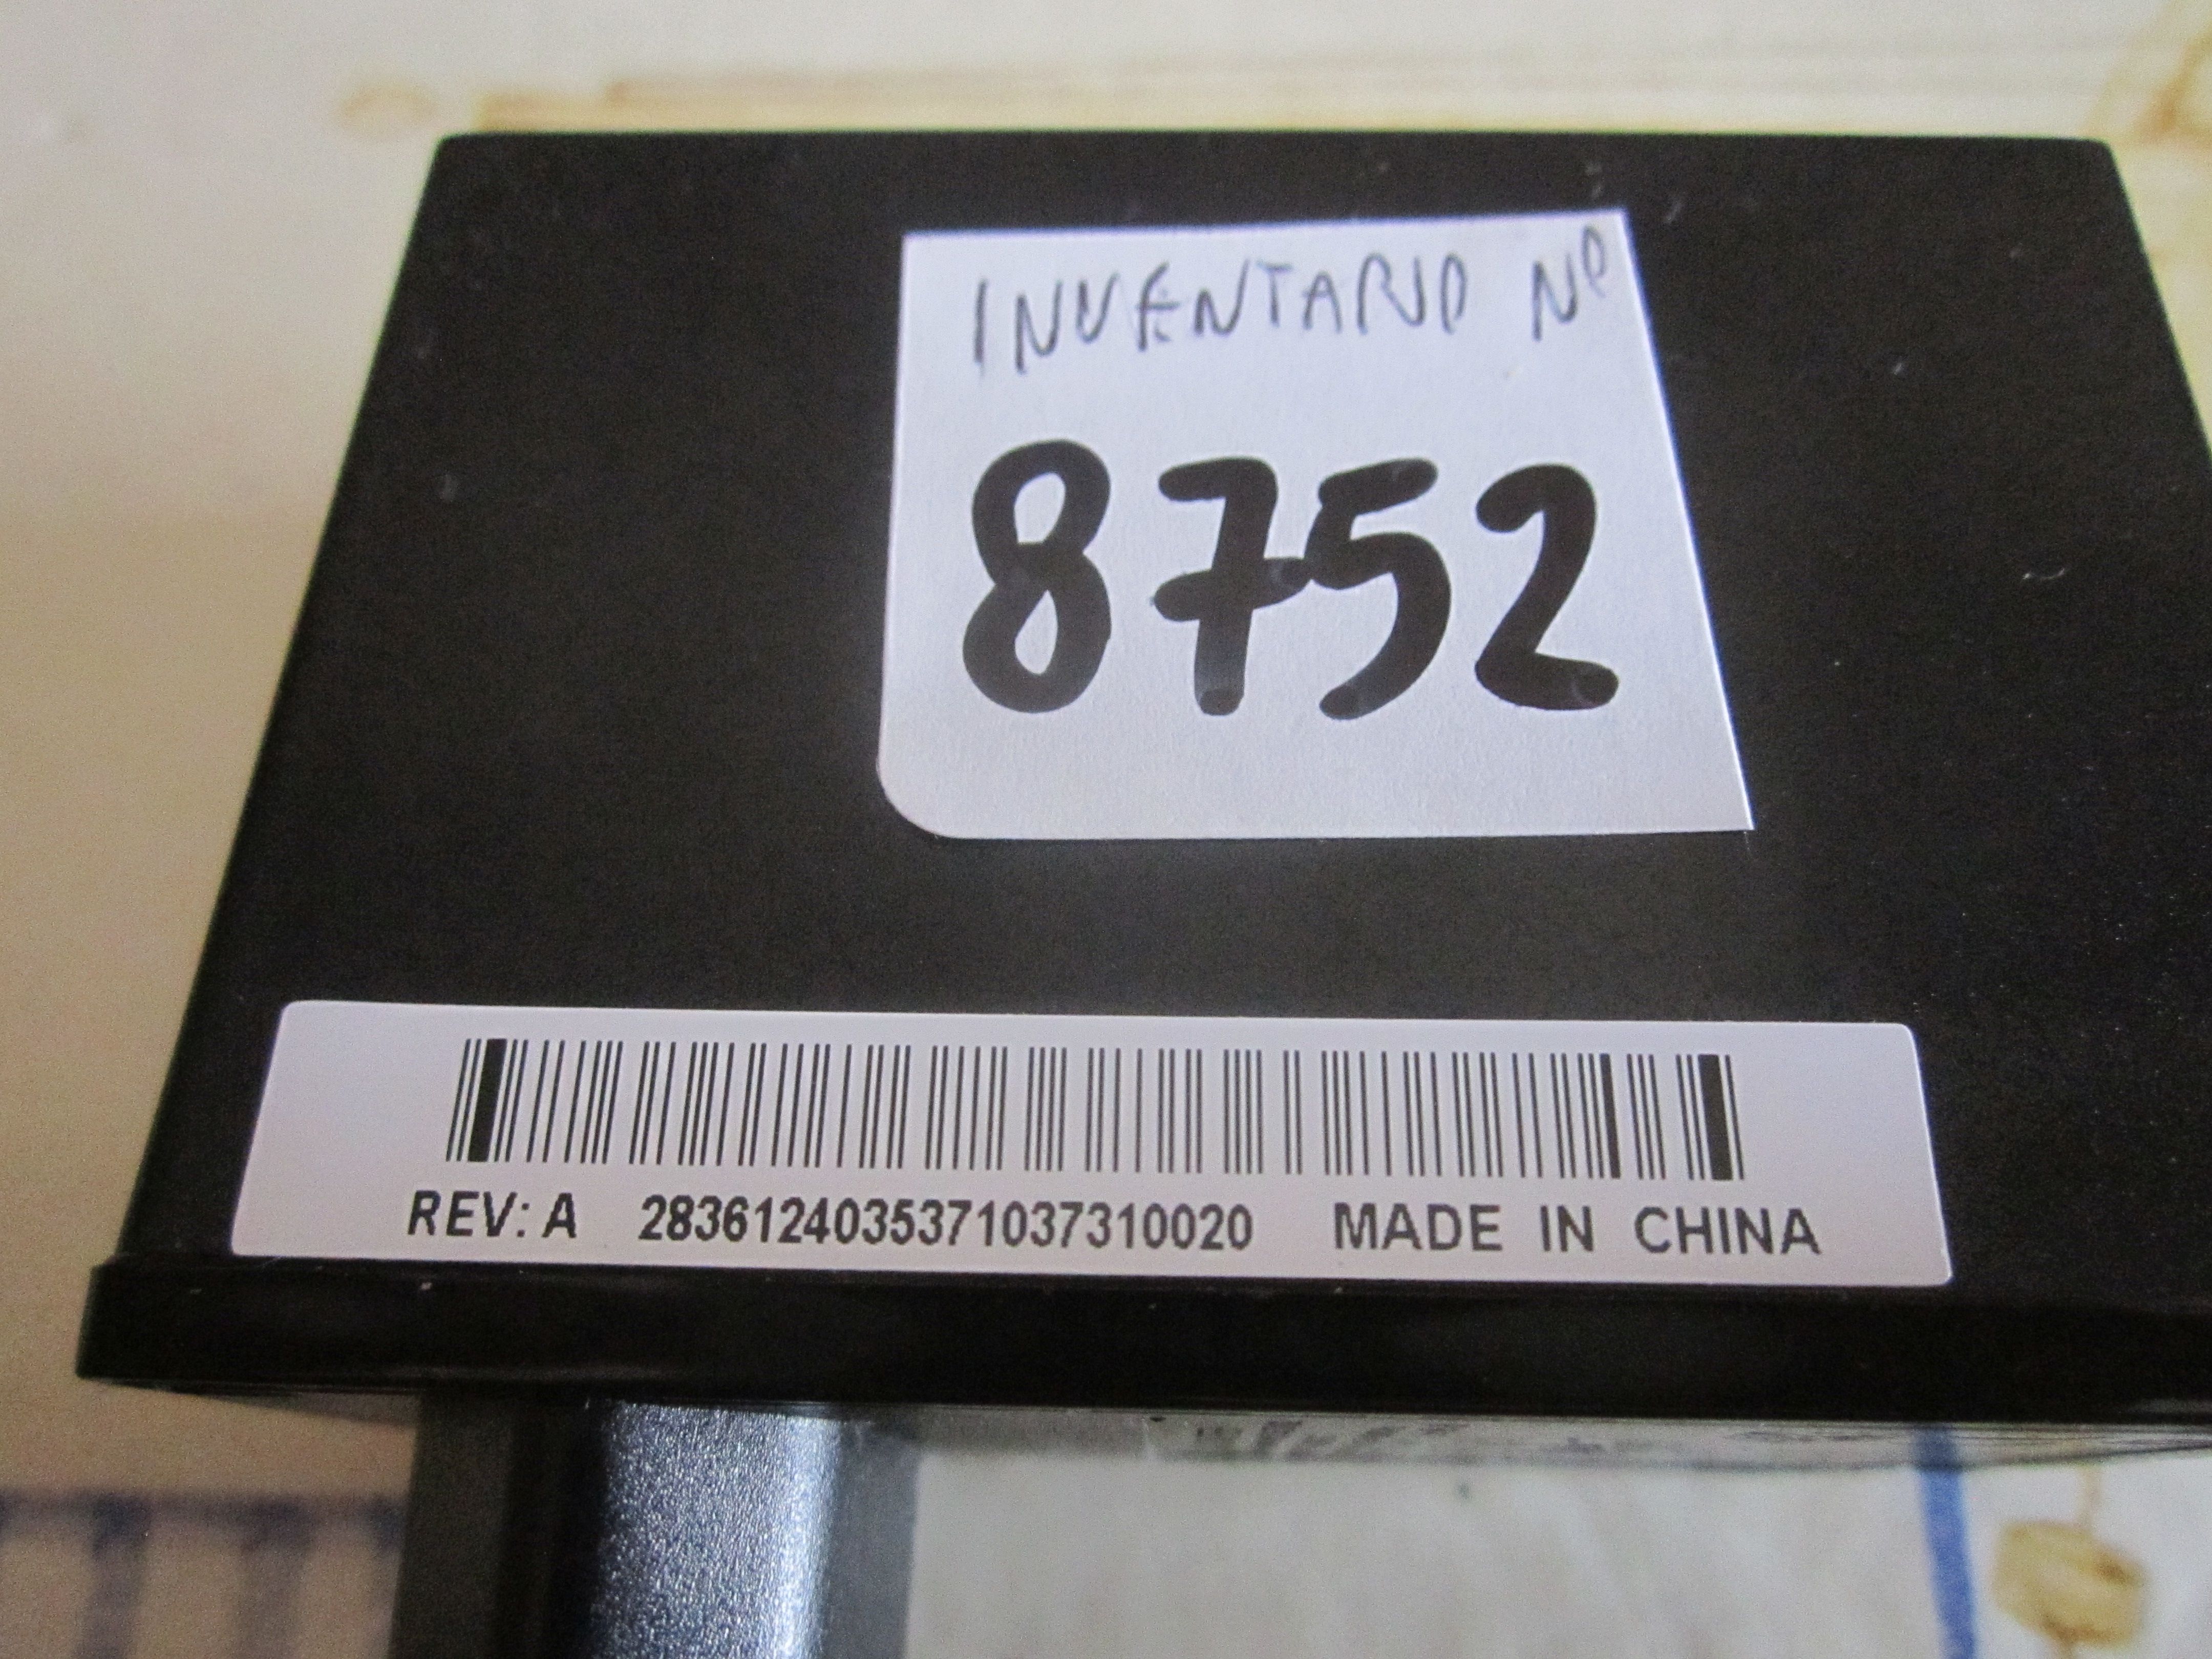 INVENTARIO Nº
8752
REV: A 2836124035371037310020 MADE IN CHINA